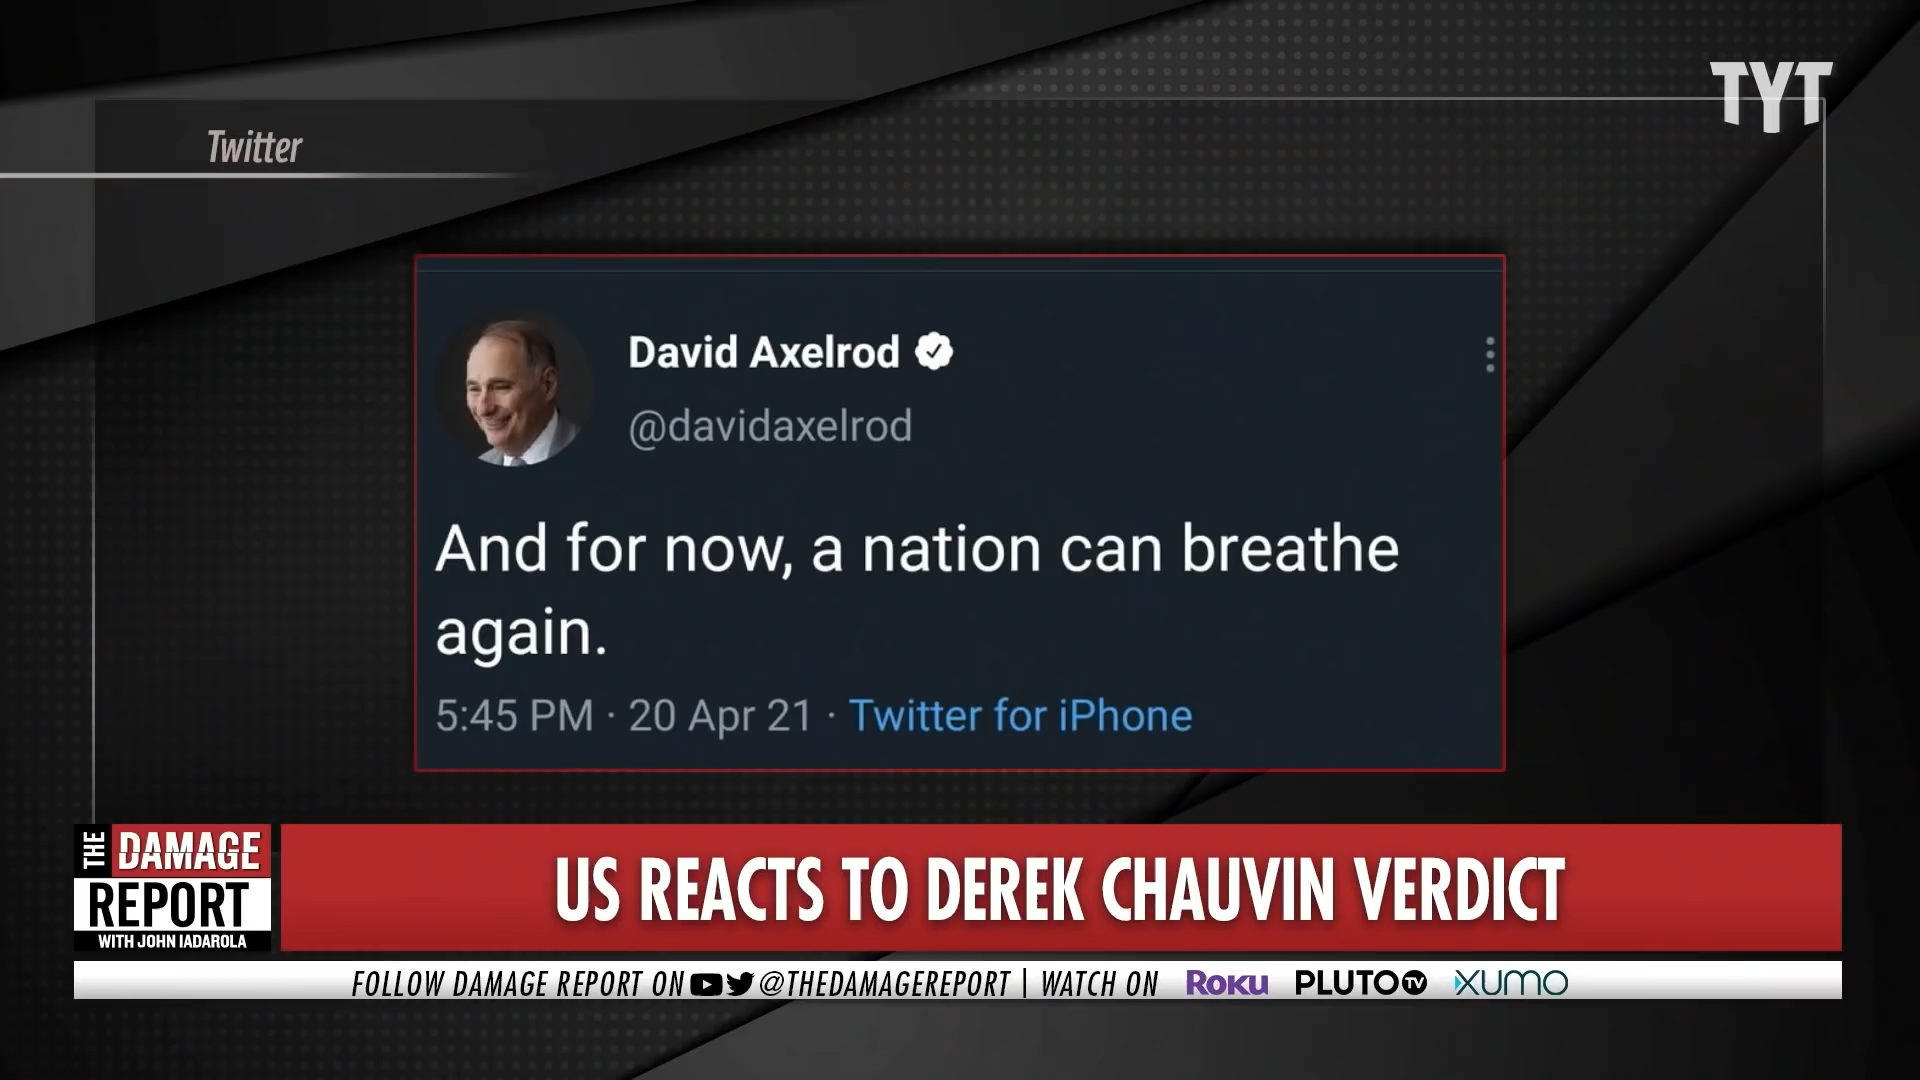 TYT
Twitter
David Axelrod
@davidaxelrod
And for now, a nation can breathe
again.
5:45 PM · 20 Apr 21 · Twitter for iPhone
THE DAMAGE
REPORT
WITH JOHN IADAROLA
US REACTS TO DEREK CHAUVIN VERDICT
FOLLOW DAMAGE REPORT ON @THEDAMAGEREPORT | WATCH ON ROKU PLUTO TV XUMO